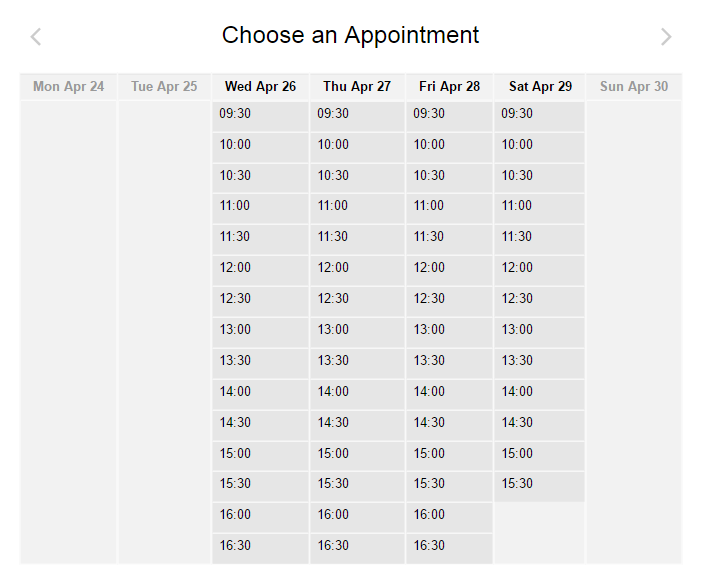 Choose an Appointment
Mon Apr 24 Tue Apr 25 Wed Apr 26 Thu Apr 27 Fri Apr 28 Sat Apr 29 Sun Apr 30
09:30 09:30 09:30 09:30
10:00 10:00 10:00 10:00
10:30 10:30 10:30 10:30
11:00 11:00 11:00 11:00
11:30 11:30 11:30 11:30
12:00 12:00 12:00 12:00
12:30 12:30 12:30 12:30
13:00 13:00 13:00 13:00
13:30 13:30 13:30 13:30
14:00 14:00 14:00 14:00
14:30 14:30 14:30 14:30
15:00 15:00 15:00 15:00
15:30 15:30 15:30 15:30
16:00 16:00 16:00
16:30 16:30 16:30